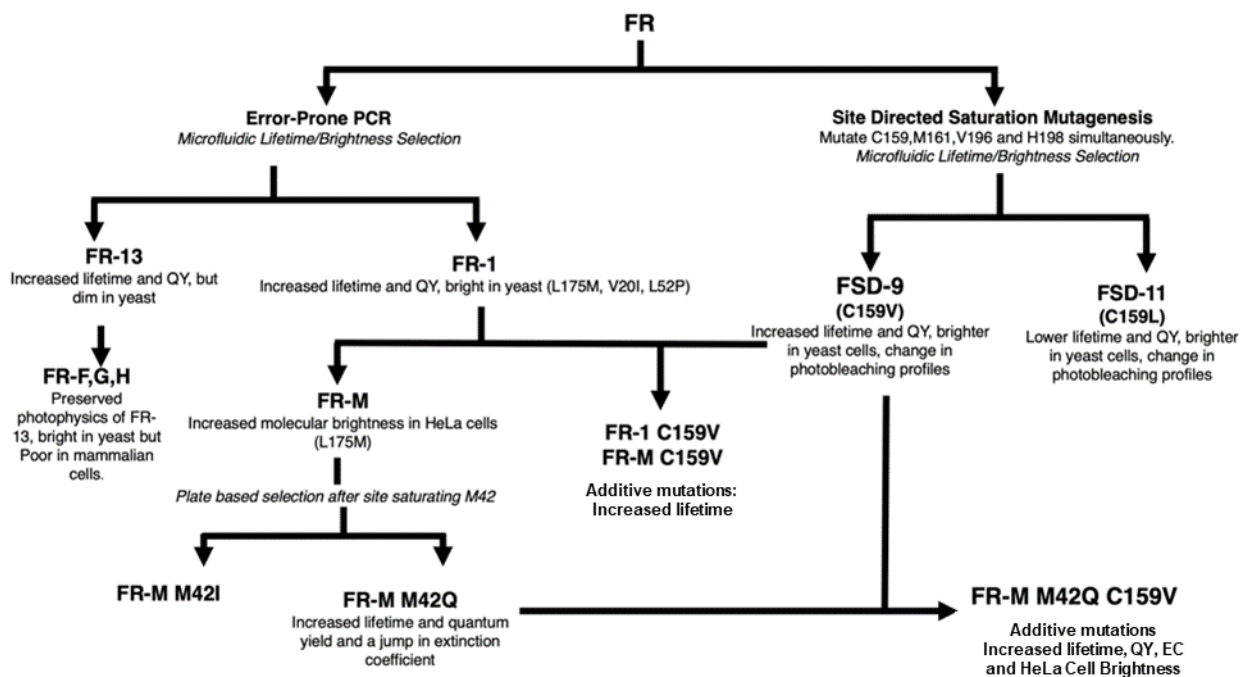 FR
Error-Prone PCR
Microfluidic Lifetime/Brightness Selection
Site Directed Saturation Mutagenesis
Mutate C159,M161,V196 and H198 simultaneously.
Microfluidic Lifetime/Brightness Selection
FR-13
Increased lifetime and QY, but
dim in yeast
FR-1
Increased lifetime and QY, bright in yeast (L175M, V20I, L52P)
FSD-9
(C159V)
Increased lifetime and QY, brighter
in yeast cells, change in
photobleaching profiles
FSD-11
(C159L)
Lower lifetime and QY, brighter
in yeast cells, change in
photobleaching profiles
FR-F,G,H
Preserved
photophysics of FR-
13, bright in yeast but
Poor in mammalian
cells.
FR-M
Increased molecular brightness in HeLa cells
(L175M)
FR-1 C159V
FR-M C159V
Additive mutations:
Increased lifetime
Plate based selection after site saturating M42
FR-M M42I
FR-M M42Q
Increased lifetime and quantum
yield and a jump in extinction
coefficient
FR-M M42Q C159V
Additive mutations
Increased lifetime, QY, EC
and HeLa Cell Brightness